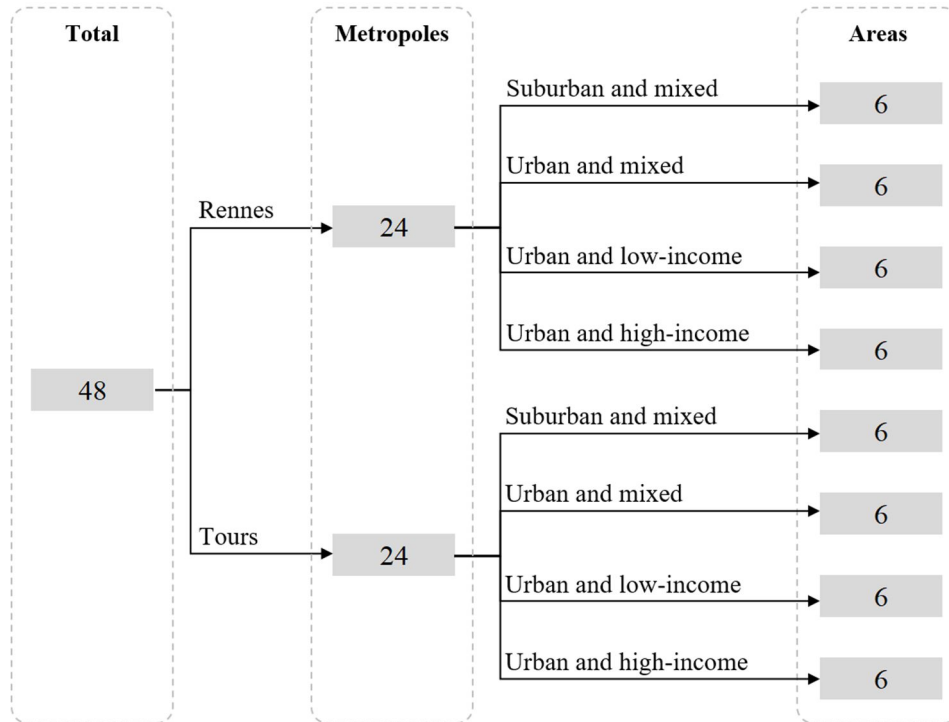 Total
Metropoles
Areas
Suburban and mixed
6
Urban and mixed
6
Rennes
24
Urban and low-income
6
Urban and high-income
6
48
Suburban and mixed
6
Urban and mixed
6
Tours
24
Urban and low-income
6
Urban and high-income
6